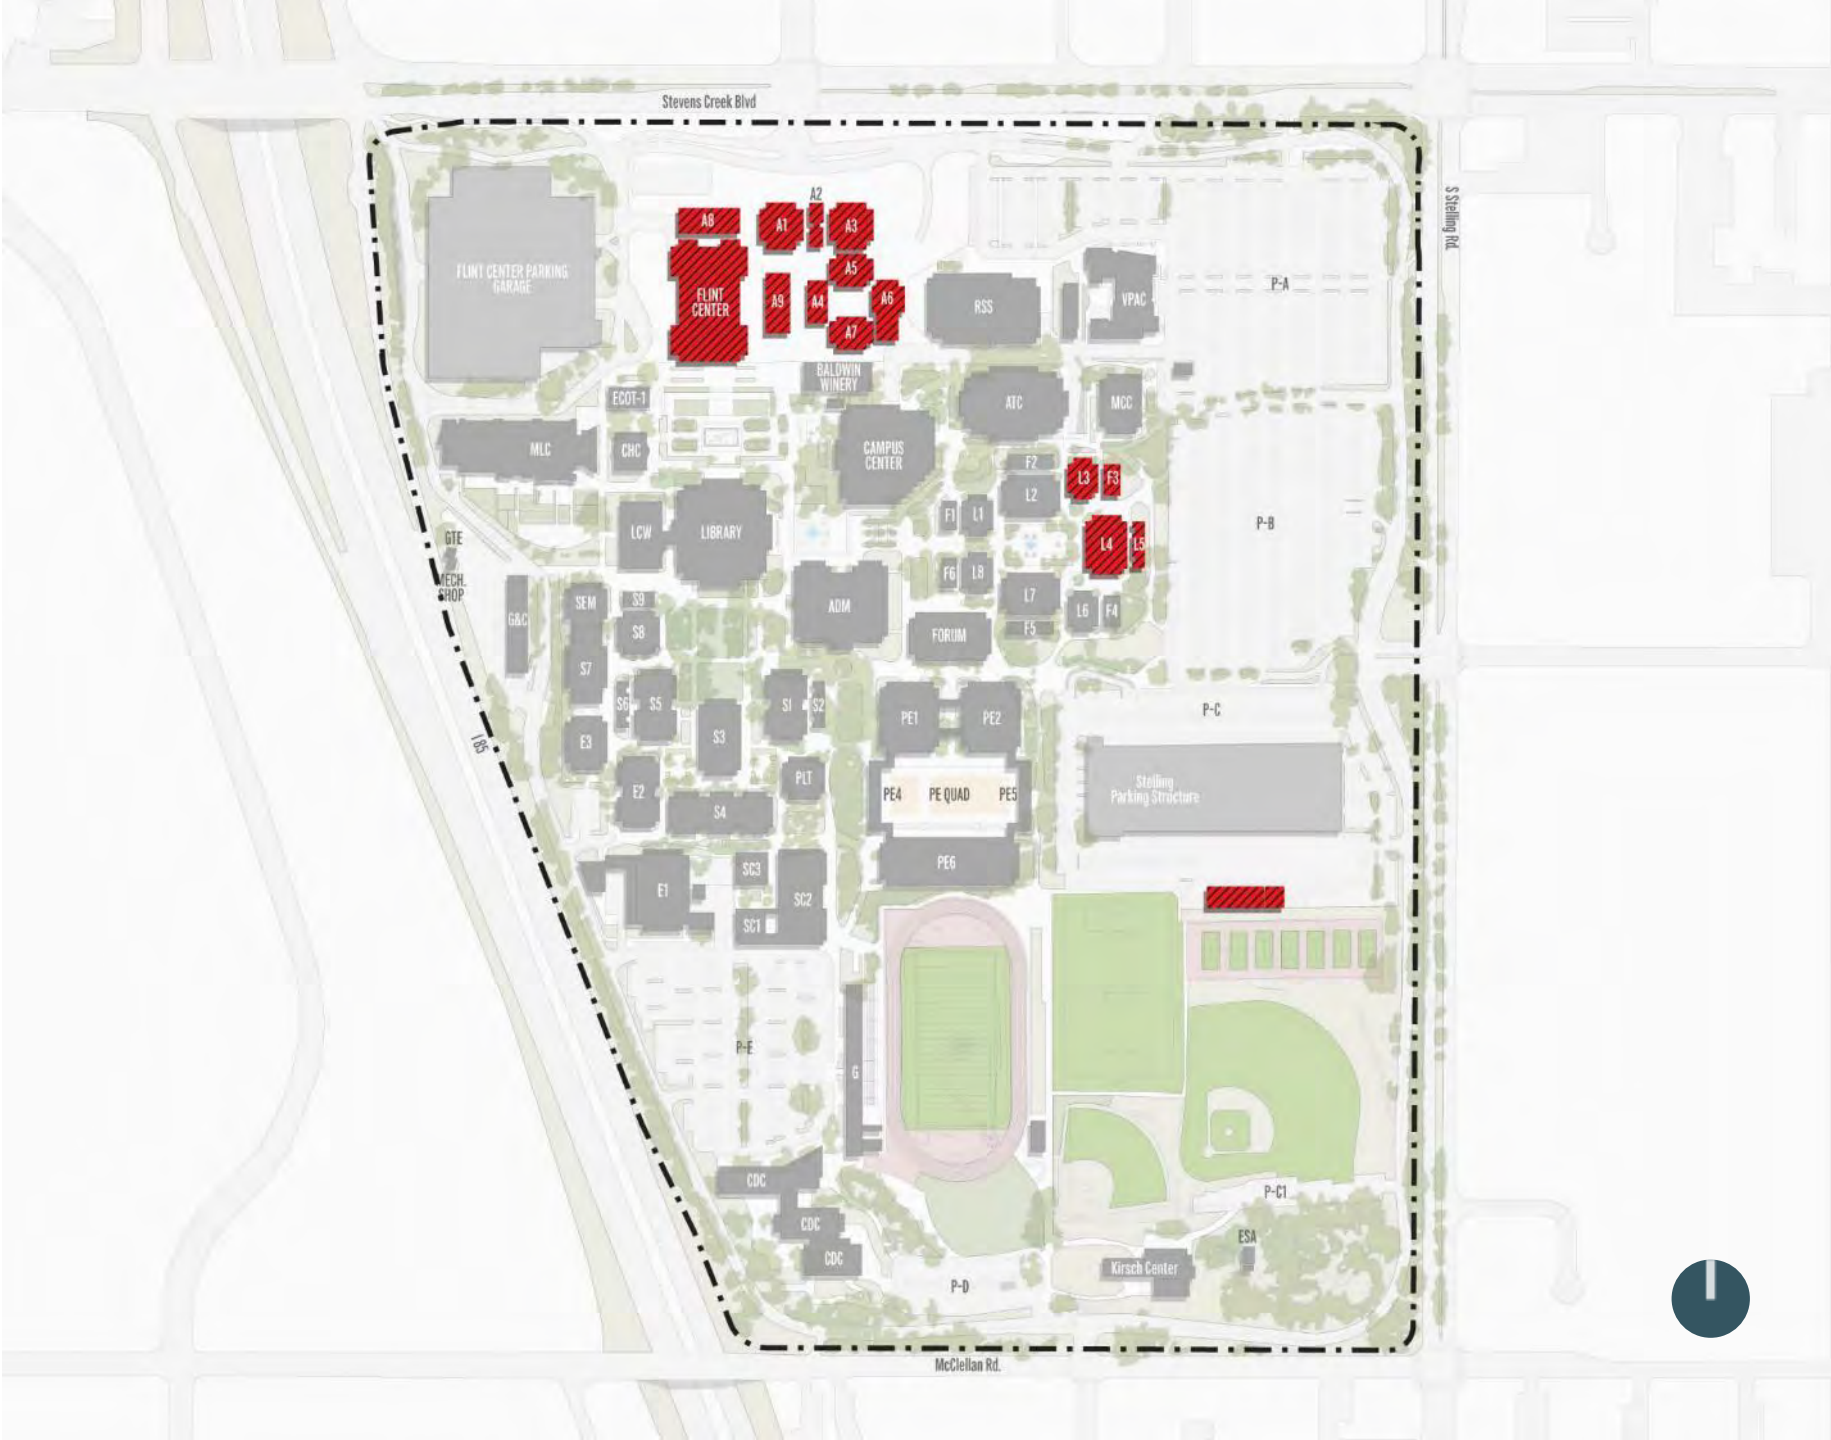 Stevens Creek Blvd
S Stelling Rd.
A2
A8
A1
A3
A5
FLINT CENTER PARKING
GARAGE
FLINT
CENTER
A9
A4
A6
A7
RSS
VPAC
P-A
BALDWIN
WINERY
ECOT-1
ATC
MCC
MLC
CHC
CAMPUS
CENTER
F2
L3
F3
L2
F1
L1
P-B
LCW
LIBRARY
L4
L5
GTE
MECH.
SHOP
F6
L8
L7
SEM
S9
ADM
L6
F4
G&C
S8
FORUM
F5
S7
S6
S5
S1
S2
PE1
PE2
P-C
I 85
E3
S3
PLT
Stelling
Parking Structure
E2
PE4
PE QUAD
PE5
S4
SC3
PE6
E1
SC2
SC1
P-E
G
CDC
P-C1
CDC
ESA
CDC
Kirsch Center
P-D
McClellan Rd.